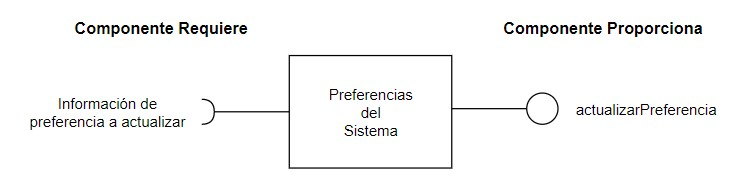 Componente Requiere
Componente Proporciona
Información de
preferencia a actualizar
Preferencias
del
Sistema
actualizarPreferencia